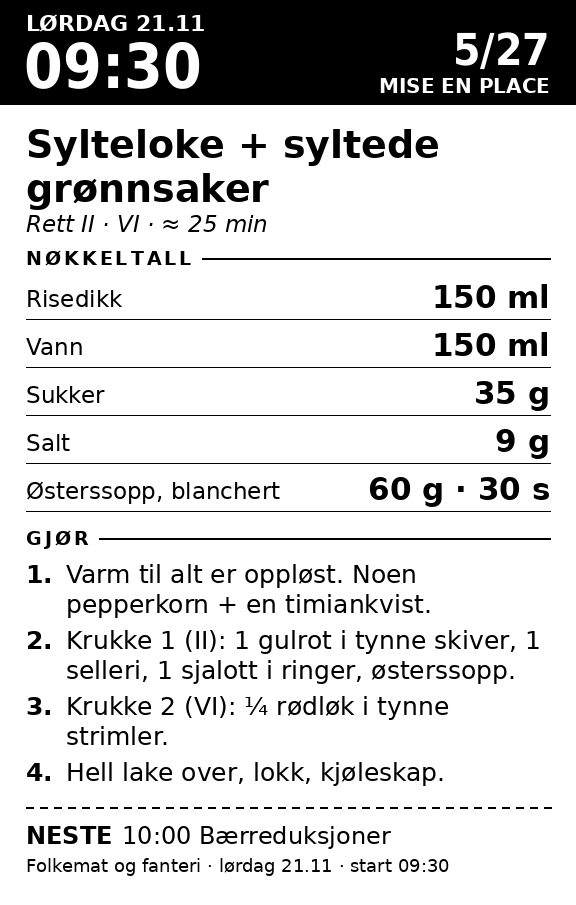 LØRDAG 21.11
09:30
5/27
MISE EN PLACE
Sylteloke + syltede
grønnsaker
Rett II · VI · ≈ 25 min
NØKKELTALL
Risedikk 150 ml
Vann 150 ml
Sukker 35 g
Salt 9 g
Østerssopp, blanchert 60 g · 30 s
GJØR
1. Varm til alt er oppløst. Noen
pepperkorn + en timiankvist.
2. Krukke 1 (II): 1 gulrot i tynne skiver, 1
selleri, 1 sjalott i ringer, østerssopp.
3. Krukke 2 (VI): ¼ rødløk i tynne
strimler.
4. Hell lake over, lokk, kjøleskap.
NESTE 10:00 Bærreduksjoner
Folkemat og fanteri · lørdag 21.11 · start 09:30